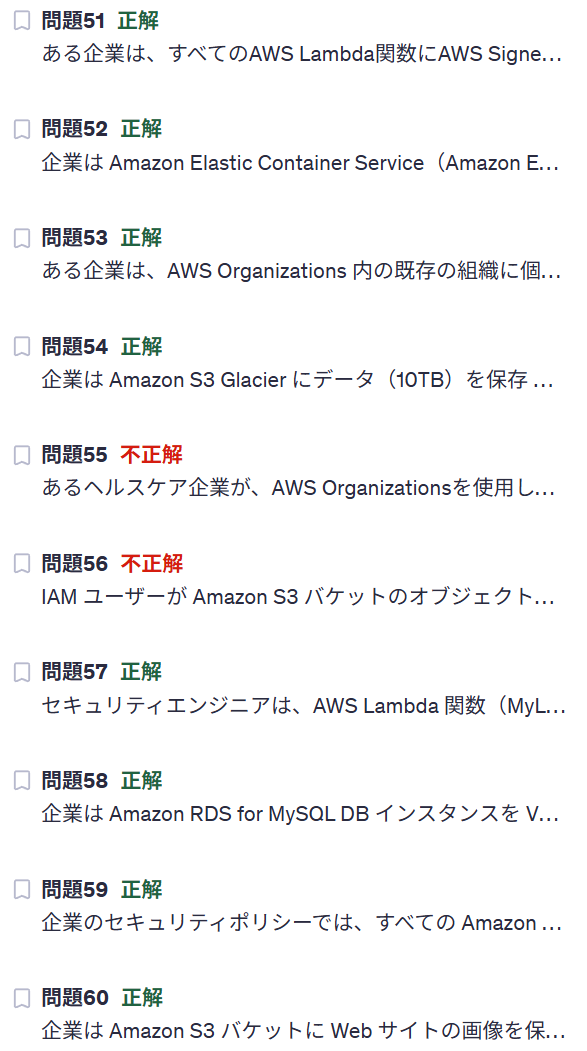 問題51 正解
ある企業は、すべてのAWS Lambda関数にAWS Signe...
問題52 正解
企業は Amazon Elastic Container Service（Amazon E...
問題53 正解
ある企業は、AWS Organizations 内の既存の組織に個...
問題54 正解
企業は Amazon S3 Glacier にデータ（10TB）を保存 ...
問題55 不正解
あるヘルスケア企業が、AWS Organizationsを使用し...
問題56 不正解
IAM ユーザーが Amazon S3 バケットのオブジェクト...
問題57 正解
セキュリティエンジニアは、AWS Lambda 関数（MyL...
問題58 正解
企業は Amazon RDS for MySQL DB インスタンスを V...
問題59 正解
企業のセキュリティポリシーでは、すべての Amazon ...
問題60 正解
企業は Amazon S3 バケットに Web サイトの画像を保...